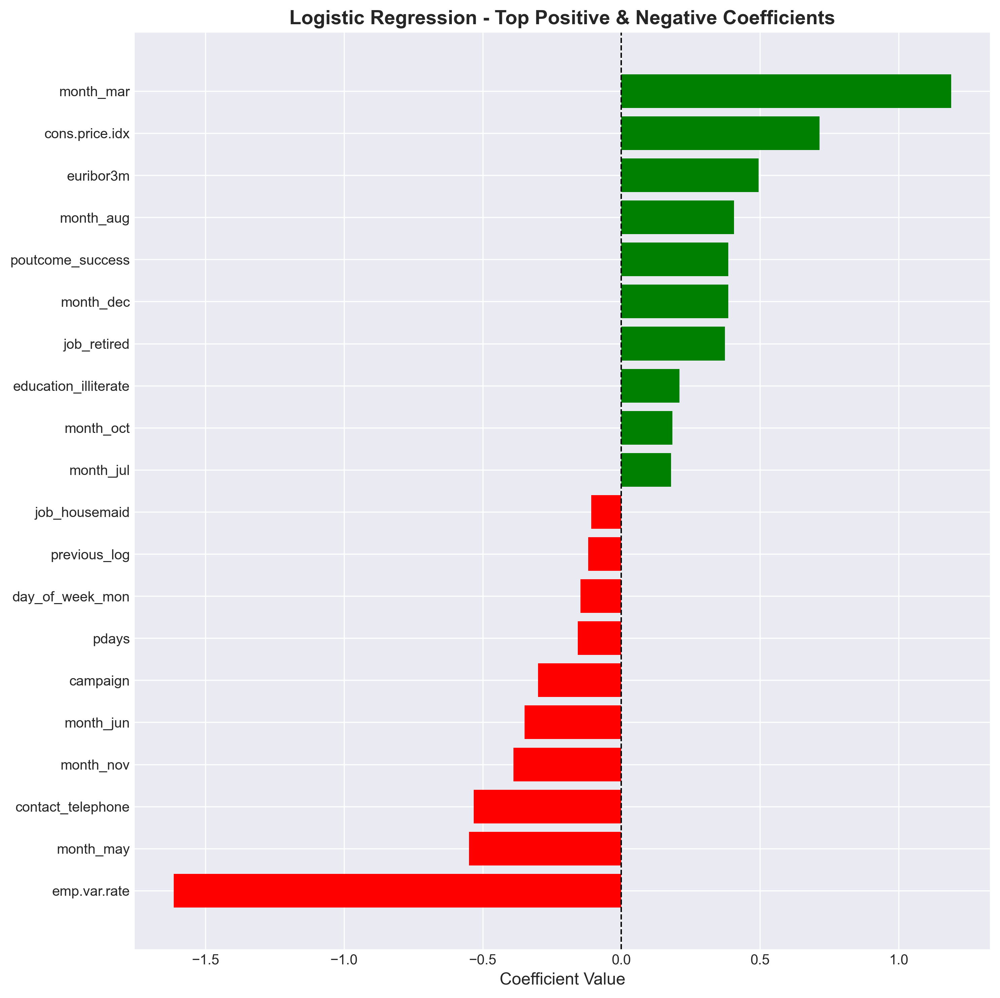 Logistic Regression - Top Positive & Negative Coefficients
month_mar
cons.price.idx
euribor3m
month_aug
poutcome_success
month_dec
job_retired
education_illiterate
month_oct
month_jul
job_housemaid
previous_log
day_of_week_mon
pdays
campaign
month_jun
month_nov
contact_telephone
month_may
emp.var.rate
−1.5 −1.0 −0.5 0.0 0.5 1.0
Coefficient Value